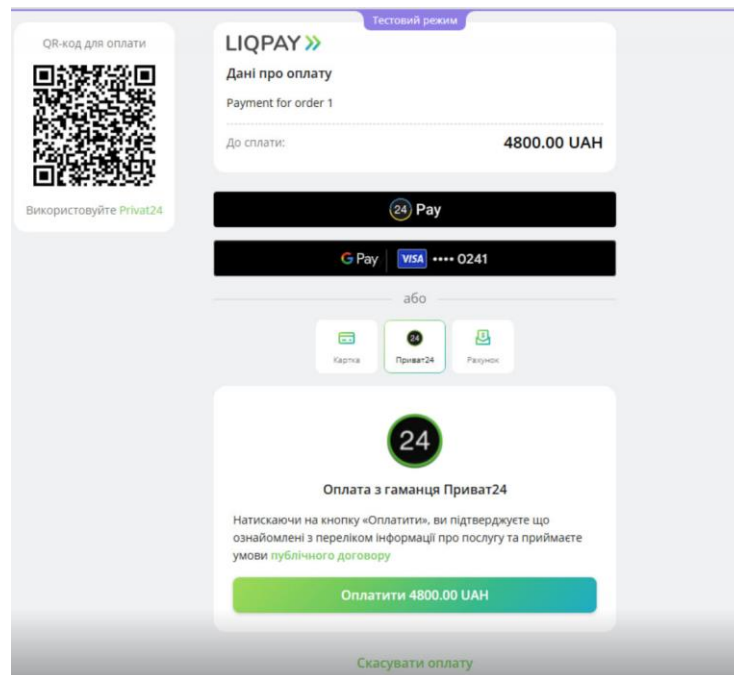 Тестовий режим
QR-код для оплати
Використовуйте Privat24
LIQPAY
Дані про оплату
Payment for order 1
До сплати: 4800.00 UAH
24 Pay
G Pay VISA •••• 0241
або
Картка Приват24 Рахунок
24
Оплата з гаманця Приват24
Натискаючи на кнопку «Оплатити», ви підтверджуєте що
ознайомлені з переліком інформації про послугу та приймаєте
умови публічного договору
Оплатити 4800.00 UAH
Скасувати оплату